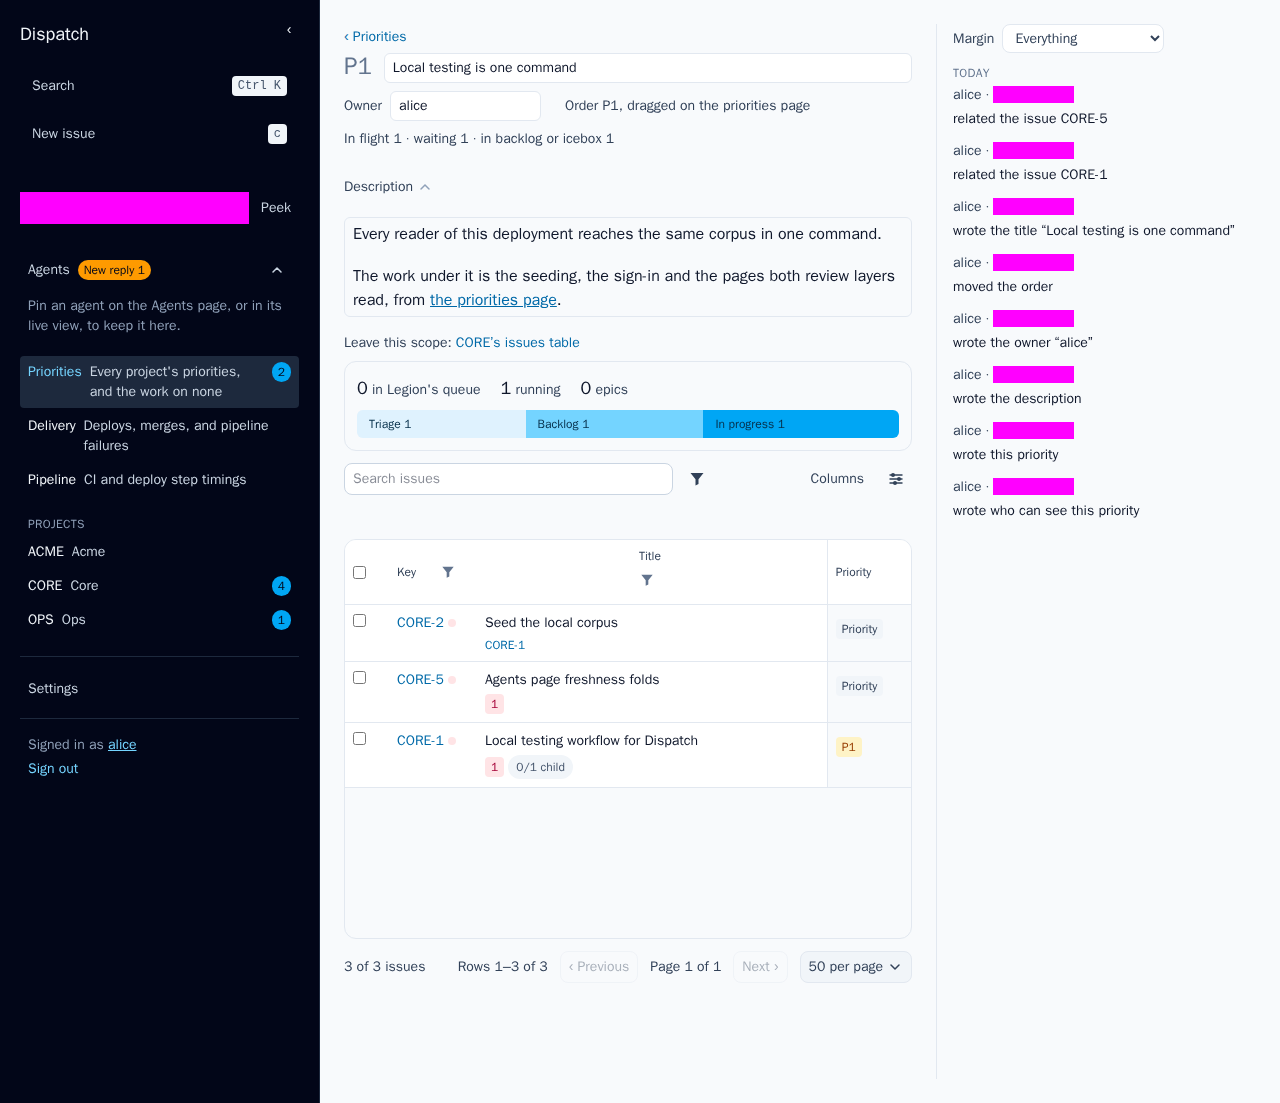 Dispatch
‹
Search
Ctrl K
New issue
C
Peek
Agents
New reply 1
Pin an agent on the Agents page, or in its
live view, to keep it here.
Priorities
Every project's priorities,
and the work on none
2
Delivery
Deploys, merges, and pipeline
failures
Pipeline
CI and deploy step timings
PROJECTS
ACME Acme
CORE Core
4
OPS Ops
1
Settings
Signed in as alice
Sign out
‹ Priorities
P1
Local testing is one command
Owner
alice
Order P1, dragged on the priorities page
In flight 1 · waiting 1 · in backlog or icebox 1
Description
Every reader of this deployment reaches the same corpus in one command.
The work under it is the seeding, the sign-in and the pages both review layers
read, from the priorities page.
Leave this scope: CORE’s issues table
0 in Legion's queue
1 running
0 epics
Triage 1
Backlog 1
In progress 1
Search issues
Columns
Key
Title
Priority
CORE-2
Seed the local corpus
CORE-1
Priority
CORE-5
Agents page freshness folds
1
Priority
CORE-1
Local testing workflow for Dispatch
1
0/1 child
P1
3 of 3 issues
Rows 1–3 of 3
‹ Previous
Page 1 of 1
Next ›
50 per page
Margin
Everything
TODAY
alice ·
related the issue CORE-5
alice ·
related the issue CORE-1
alice ·
wrote the title “Local testing is one command”
alice ·
moved the order
alice ·
wrote the owner “alice”
alice ·
wrote the description
alice ·
wrote this priority
alice ·
wrote who can see this priority